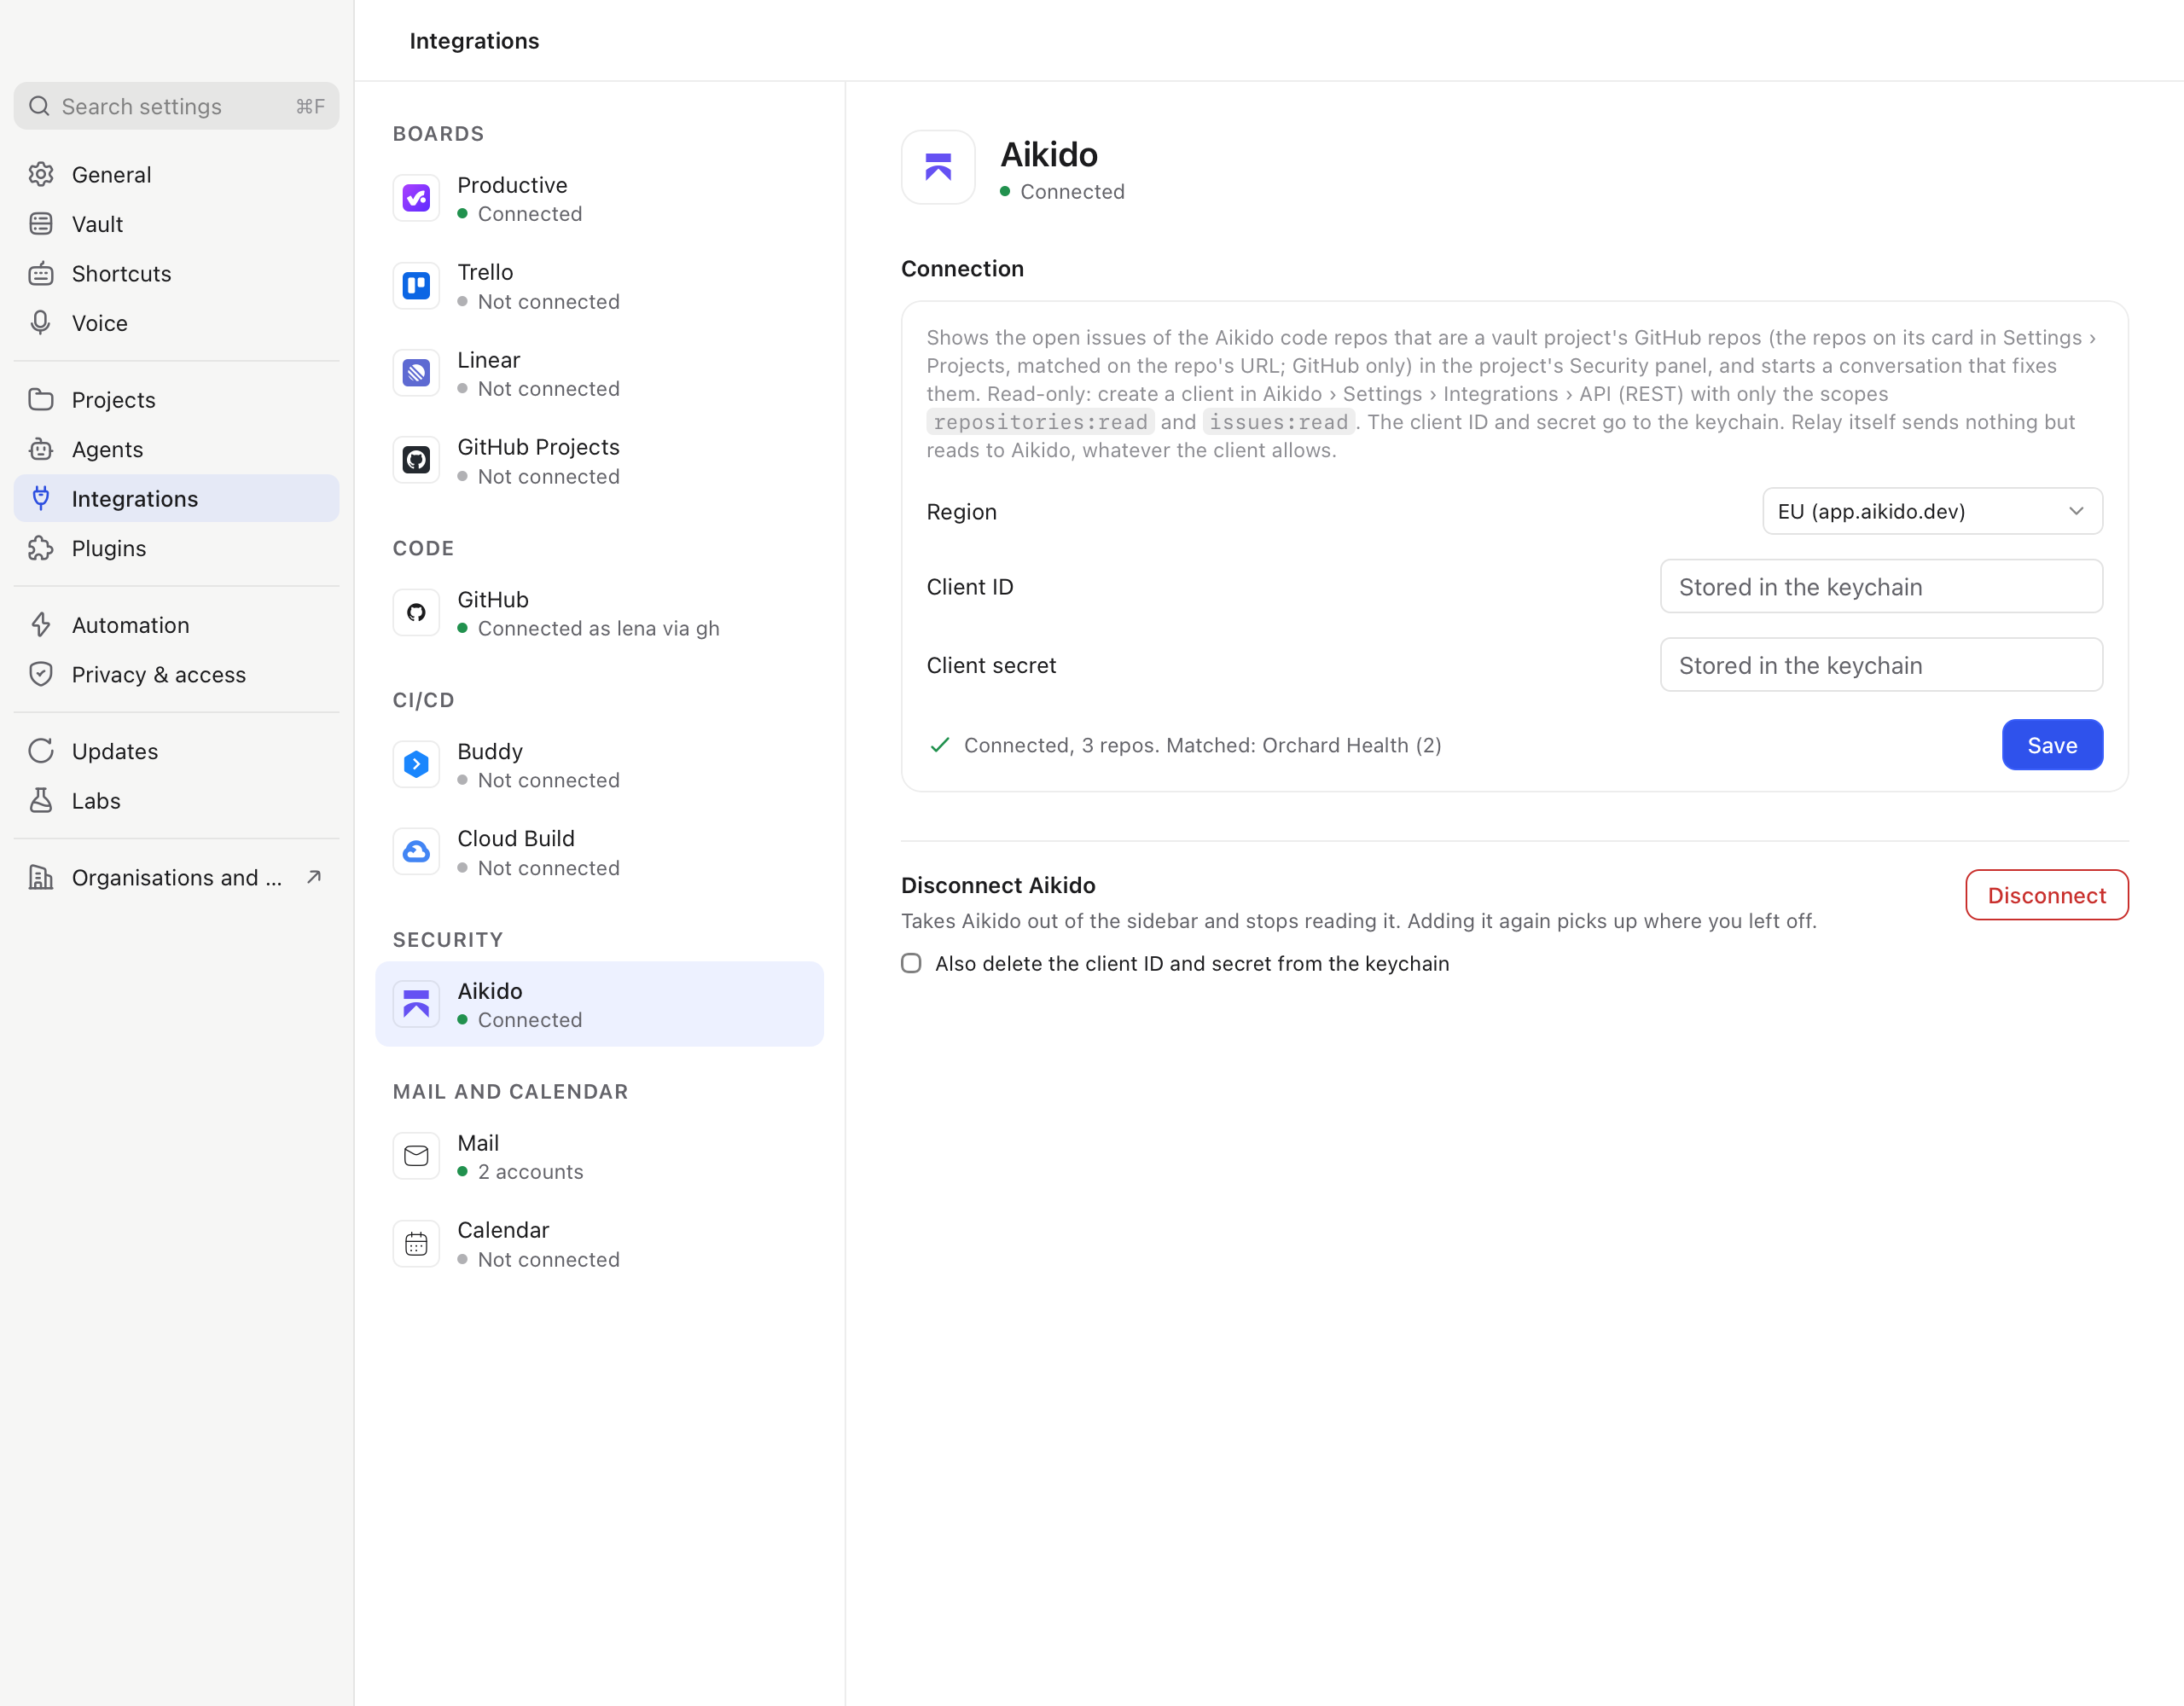 Integrations
Search settings ⌘F
General
Vault
Shortcuts
Voice
Projects
Agents
Integrations
Plugins
Automation
Privacy & access
Updates
Labs
Organisations and ... ↗
BOARDS
Productive
Connected
Trello
Not connected
Linear
Not connected
GitHub Projects
Not connected
CODE
GitHub
Connected as lena via gh
CI/CD
Buddy
Not connected
Cloud Build
Not connected
SECURITY
Aikido
Connected
MAIL AND CALENDAR
Mail
2 accounts
Calendar
Not connected
Aikido
Connected
Connection
Shows the open issues of the Aikido code repos that are a vault project's GitHub repos (the repos on its card in Settings ›
Projects, matched on the repo's URL; GitHub only) in the project's Security panel, and starts a conversation that fixes
them. Read-only: create a client in Aikido › Settings › Integrations › API (REST) with only the scopes
repositories:read and issues:read. The client ID and secret go to the keychain. Relay itself sends nothing but
reads to Aikido, whatever the client allows.
Region EU (app.aikido.dev)
Client ID Stored in the keychain
Client secret Stored in the keychain
Connected, 3 repos. Matched: Orchard Health (2) Save
Disconnect Aikido
Disconnect
Takes Aikido out of the sidebar and stops reading it. Adding it again picks up where you left off.
Also delete the client ID and secret from the keychain